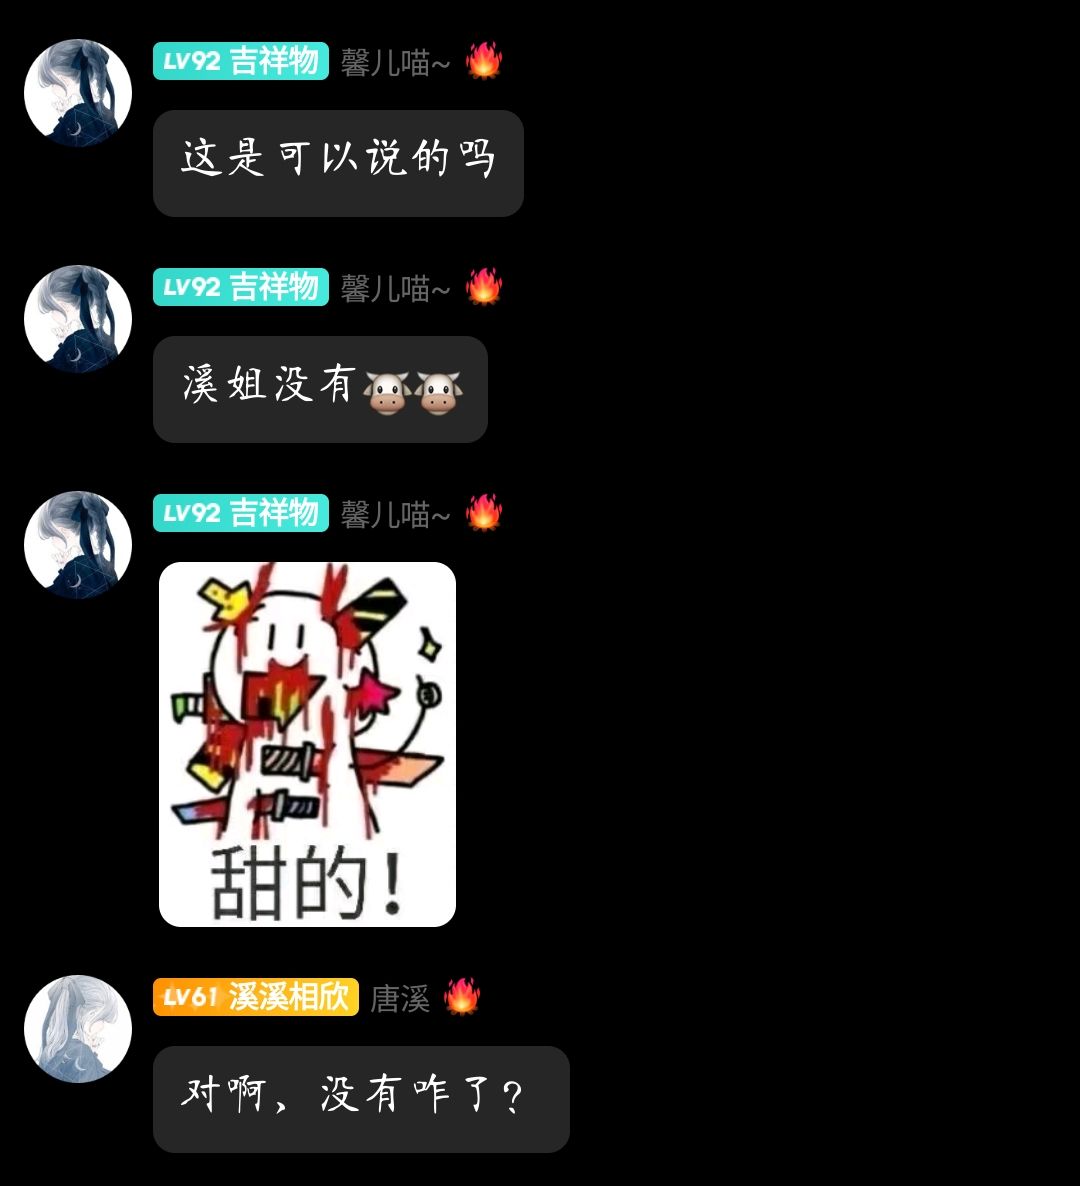 LV92 吉祥物 馨儿喵~ 🔥
这是可以说的吗
LV92 吉祥物 馨儿喵~ 🔥
溪姐没有🐮🐮
LV92 吉祥物 馨儿喵~ 🔥
甜的!
LV61 溪溪相欣 唐溪 🔥
对啊、没有咋了?